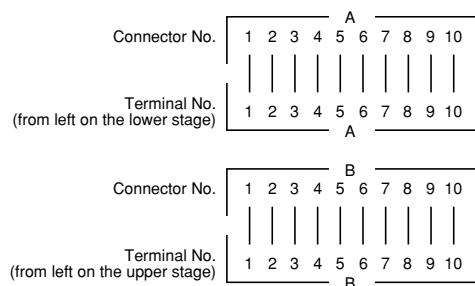 A
Connector No. 1 2 3 4 5 6 7 8 9 10
Terminal No. 1 2 3 4 5 6 7 8 9 10
(from left on the lower stage)
A
B
Connector No. 1 2 3 4 5 6 7 8 9 10
Terminal No. 1 2 3 4 5 6 7 8 9 10
(from left on the upper stage)
B